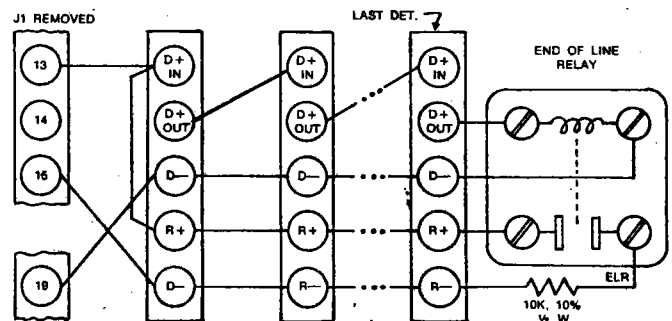 J1 REMOVED
LAST DET.
END OF LINE
RELAY
13
D+
IN
D+
IN
D+
IN
14
D+
OUT
D+
OUT
D+
OUT
15
D—
D—
D—
R+
R+
R+
19
D—
R—
R—
ELR
10K, 10%
½ W